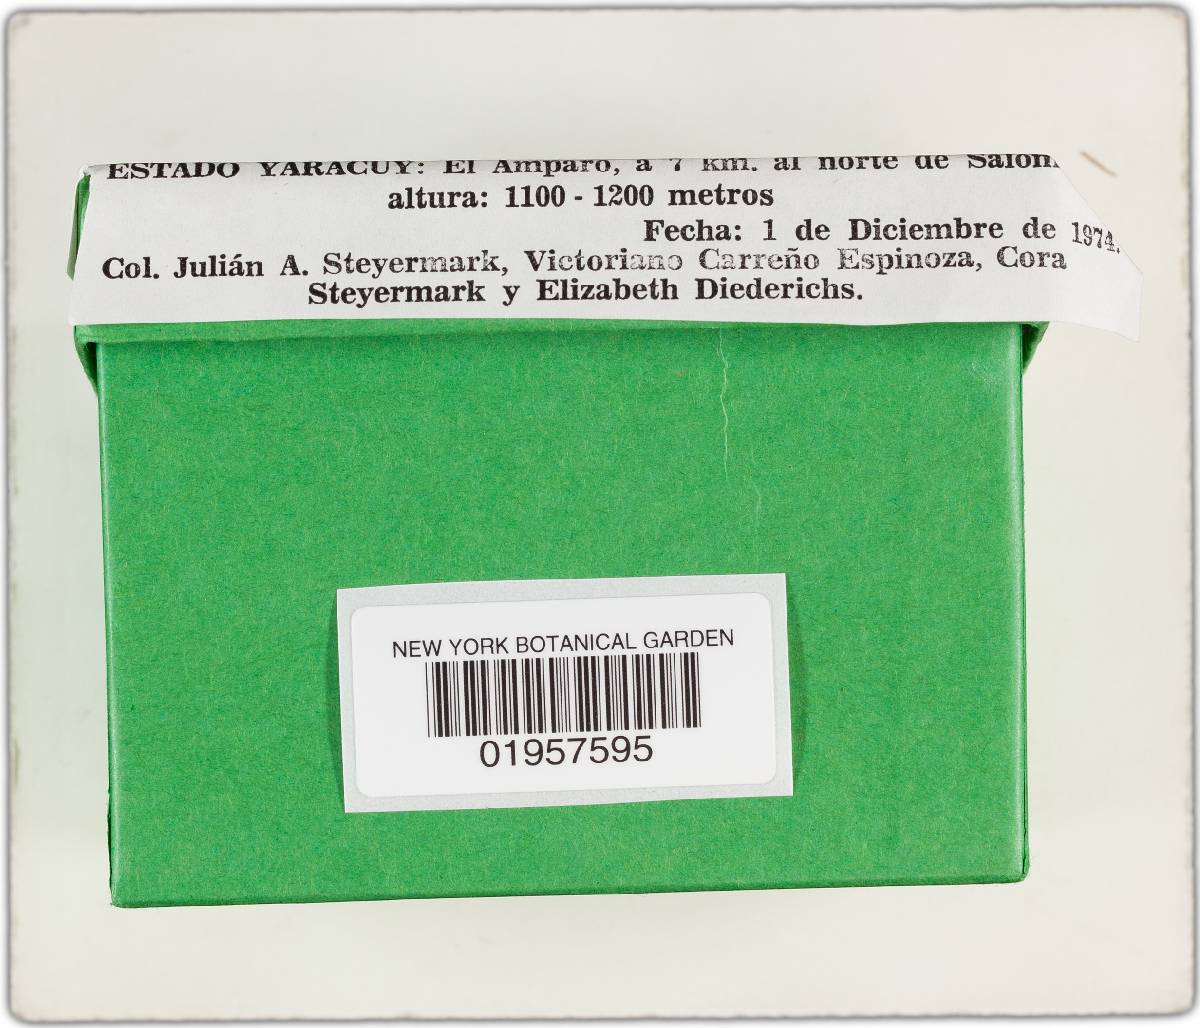 ESTADO YARACUY: El Amparo, a 7 km. al norte de Salom.
altura: 1100 - 1200 metros
Fecha: 1 de Diciembre de 1974.
Col. Julián A. Steyermark, Victoriano Carreño Espinoza, Cora
Steyermark y Elizabeth Diederichs.
NEW YORK BOTANICAL GARDEN
01957595